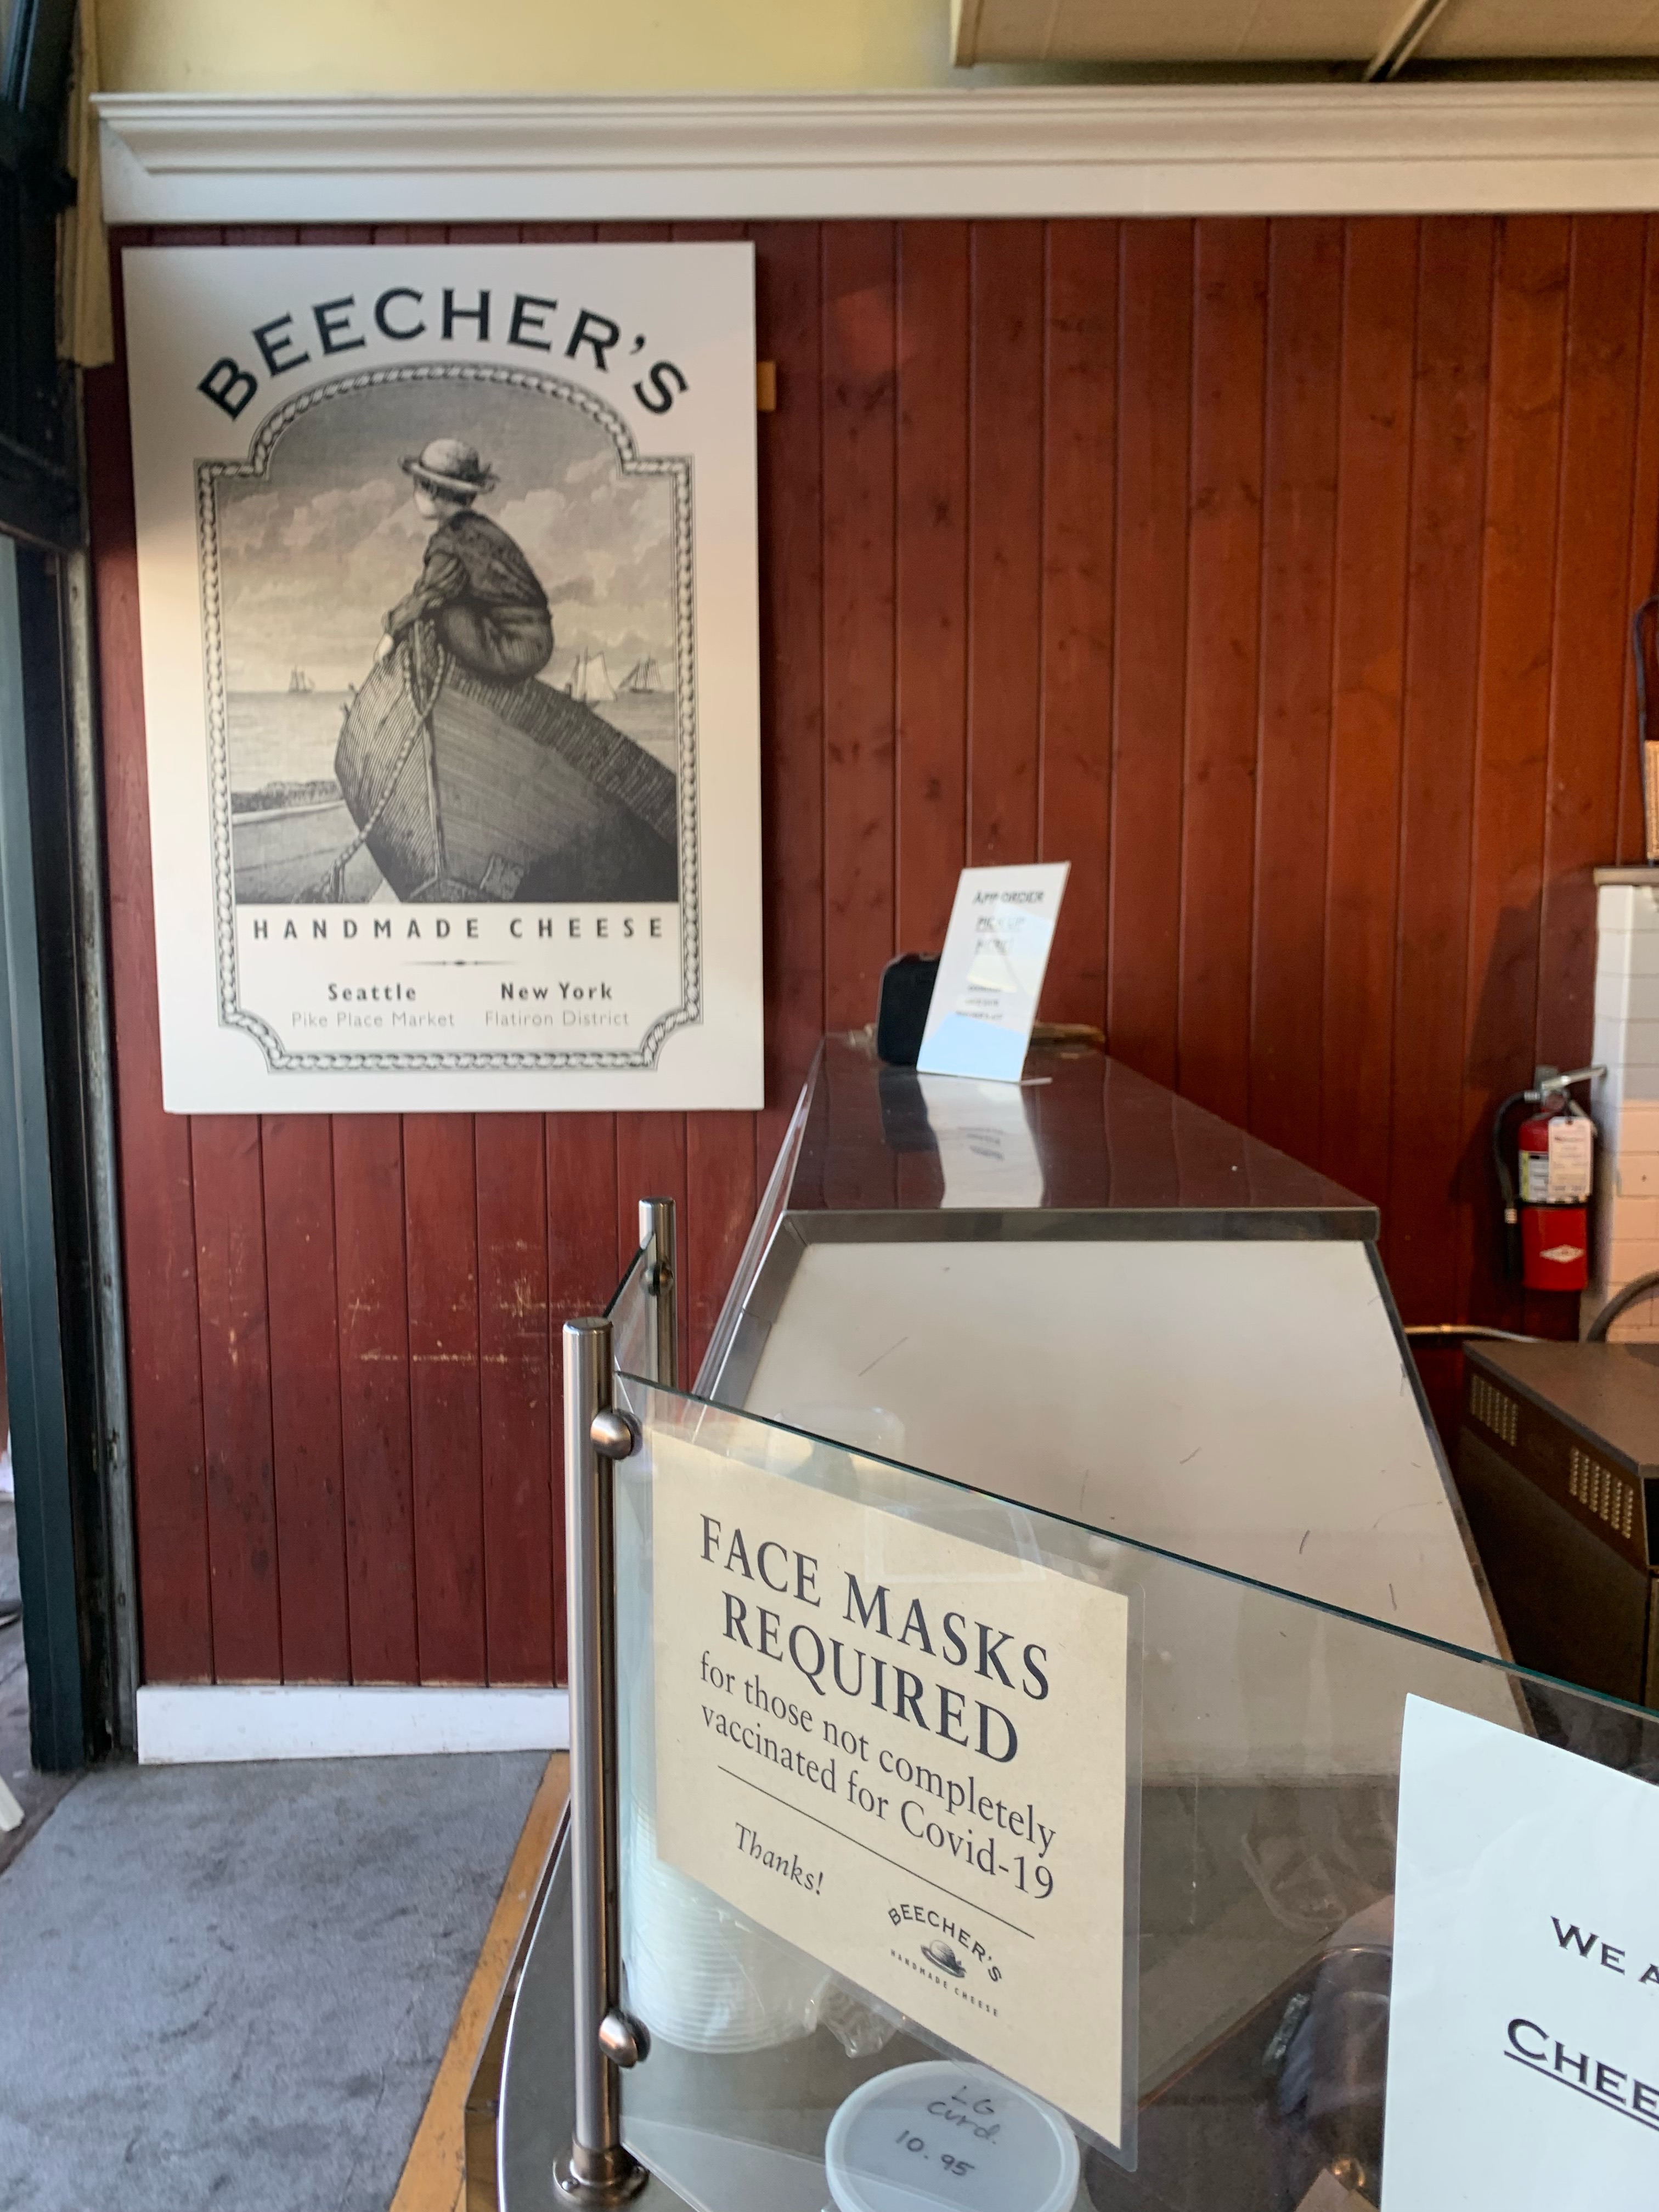 BEECHER'S
HANDMADE CHEESE
Seattle
Pike Place Market
New York
Flatiron District
APP ORDER
PICKUP
FACE MASKS
REQUIRED
for those not completely
vaccinated for Covid-19
Thanks!
BEECHER'S
HANDMADE CHEESE
LG
Curd.
10.95
WE A
CHEE